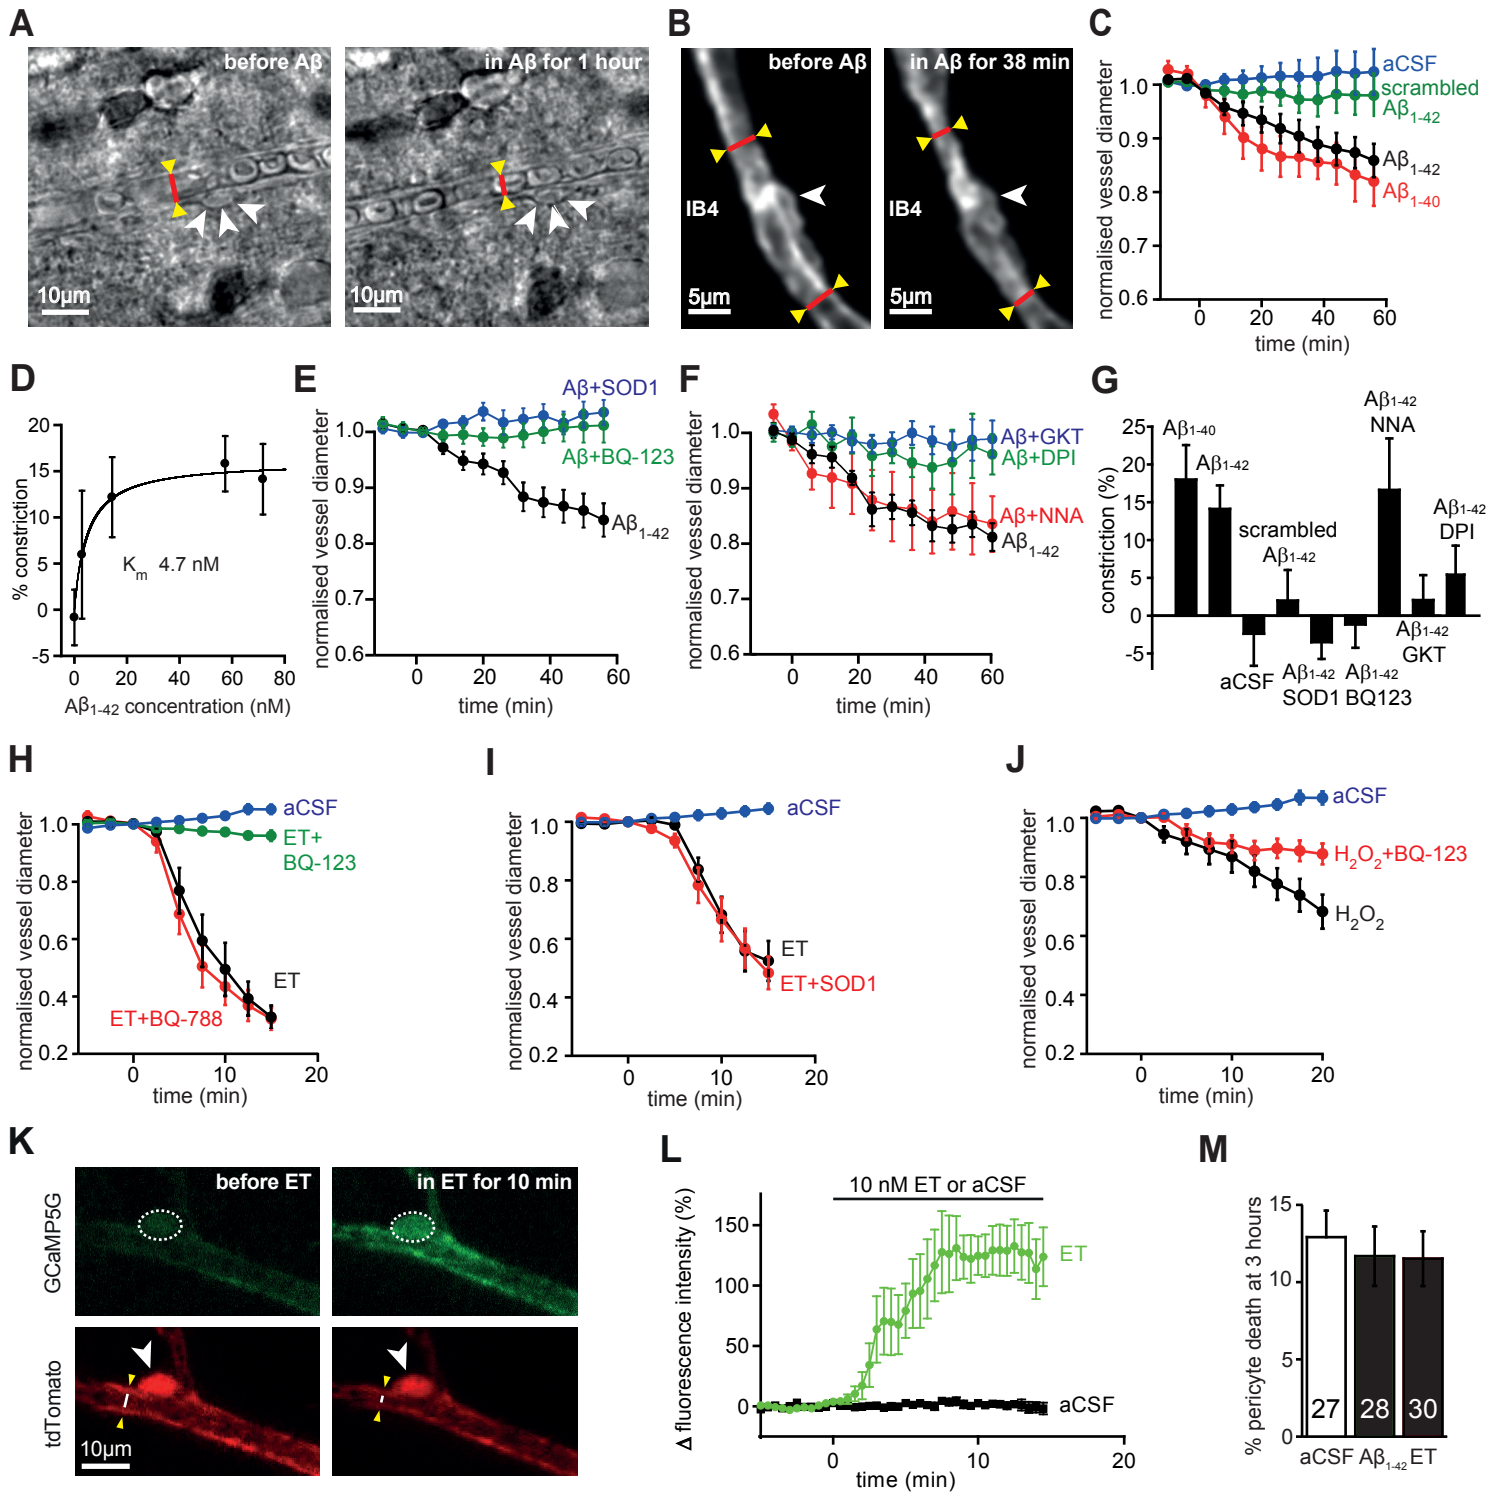 A
before Aβ
in Aβ for 1 hour
10µm
10µm
B
before Aβ
in Aβ for 38 min
IB4
IB4
5µm
5µm
C
normalised vessel diameter
1.0
0.9
0.8
0.7
0.6
0
20
40
60
time (min)
aCSF
scrambled
Aβ1-42
Aβ1-42
Aβ1-40
D
% constriction
20
15
10
5
0
-5
Km 4.7 nM
0
20
40
60
80
Aβ1-42 concentration (nM)
E
normalised vessel diameter
1.0
0.9
0.8
0.7
0.6
Aβ+SOD1
Aβ+BQ-123
Aβ1-42
0
20
40
60
time (min)
F
normalised vessel diameter
1.0
0.9
0.8
0.7
0.6
Aβ+GKT
Aβ+DPI
Aβ+NNA
Aβ1-42
0
20
40
60
time (min)
G
constriction (%)
25
20
15
10
5
0
-5
Aβ1-40
Aβ1-42
aCSF
scrambled
Aβ1-42
Aβ1-42
SOD1
Aβ1-42
BQ123
Aβ1-42
NNA
Aβ1-42
GKT
Aβ1-42
DPI
H
normalised vessel diameter
1.0
0.8
0.6
0.4
0.2
aCSF
ET+
BQ-123
ET
ET+BQ-788
0
10
20
time (min)
I
normalised vessel diameter
1.0
0.8
0.6
0.4
0.2
aCSF
ET
ET+SOD1
0
10
20
time (min)
J
normalised vessel diameter
1.0
0.8
0.6
0.4
0.2
aCSF
H2O2+BQ-123
H2O2
0
10
20
time (min)
K
GCaMP5G
before ET
in ET for 10 min
tdTomato
10µm
L
Δ fluorescence intensity (%)
150
100
50
0
10 nM ET or aCSF
ET
aCSF
0
10
20
time (min)
M
% pericyte death at 3 hours
15
10
5
0
27
28
30
aCSF
Aβ1-42
ET